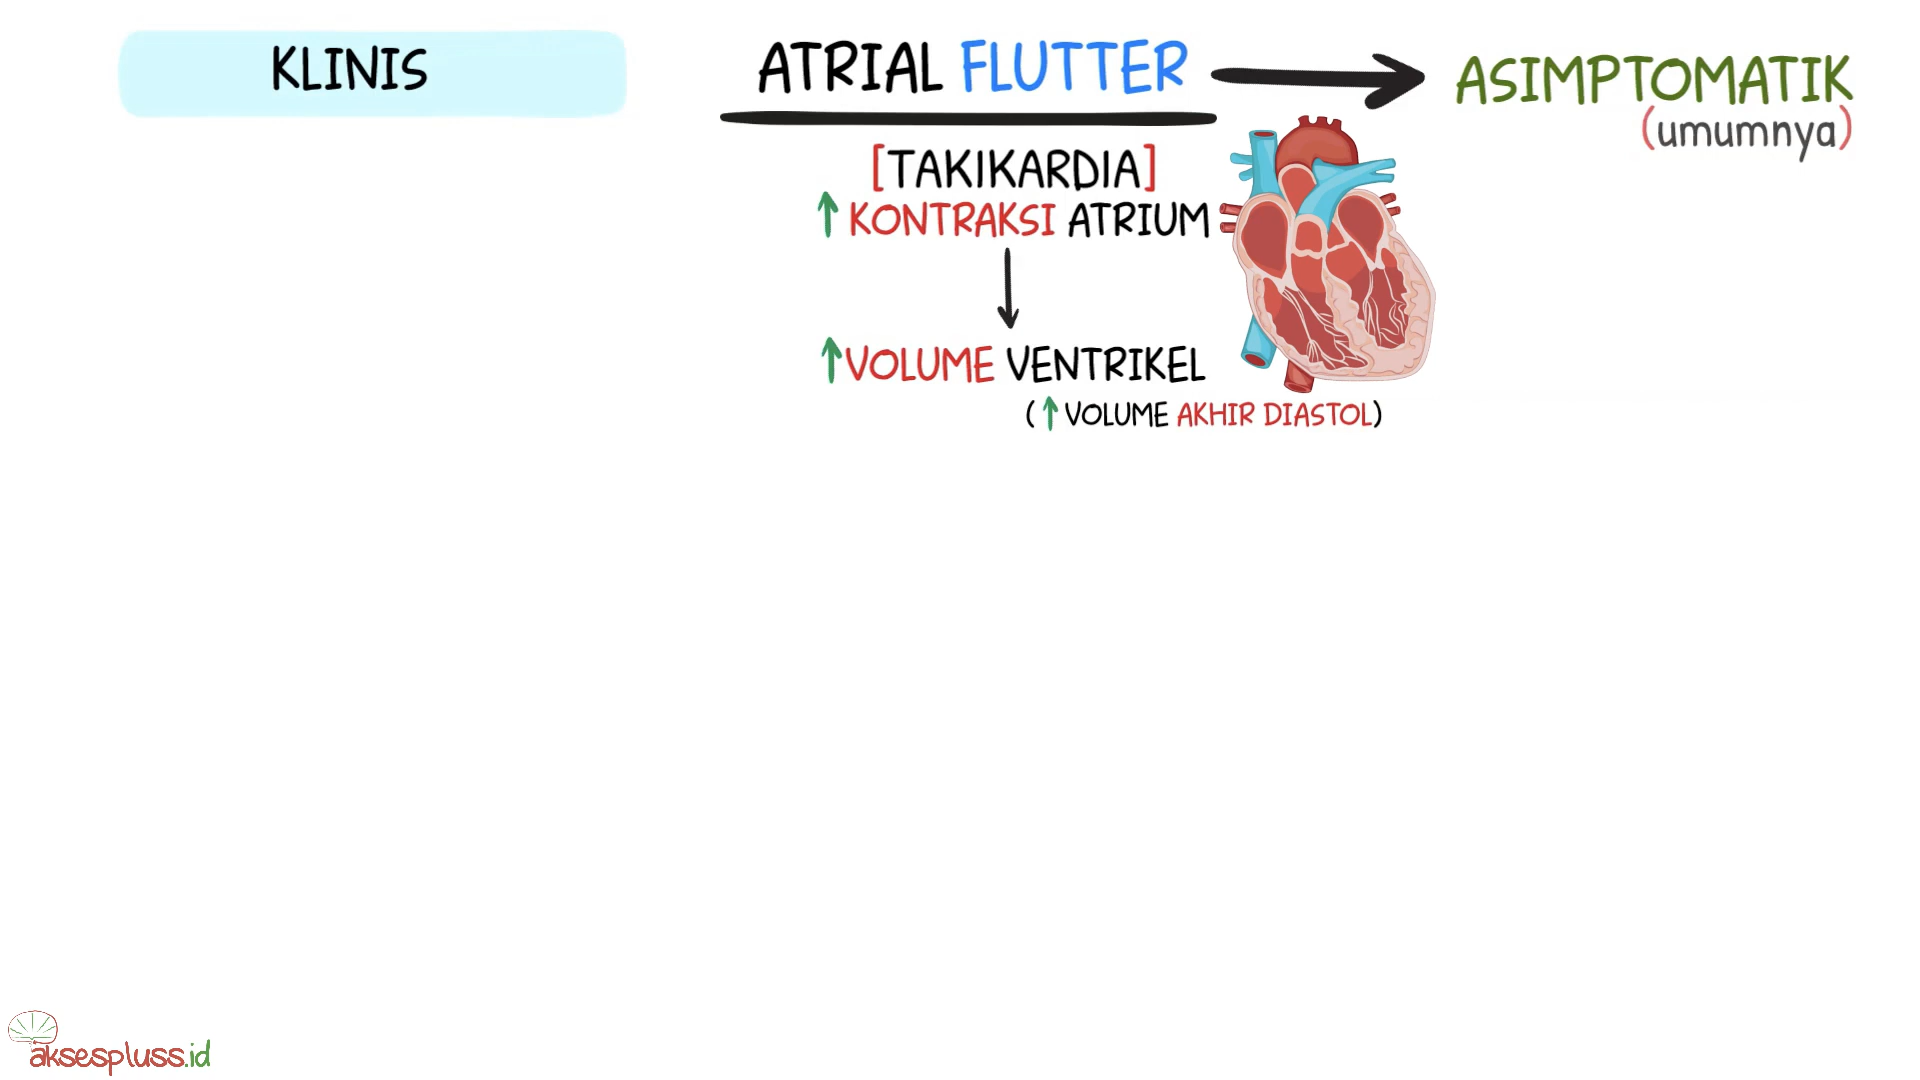 KLINIS
ATRIAL FLUTTER
ASIMPTOMATIK
(umumnya)
[TAKIKARDIA]
↑ KONTRAKSI ATRIUM
↑ VOLUME VENTRIKEL
(↑ VOLUME AKHIR DIASTOL)
aksespluss.id